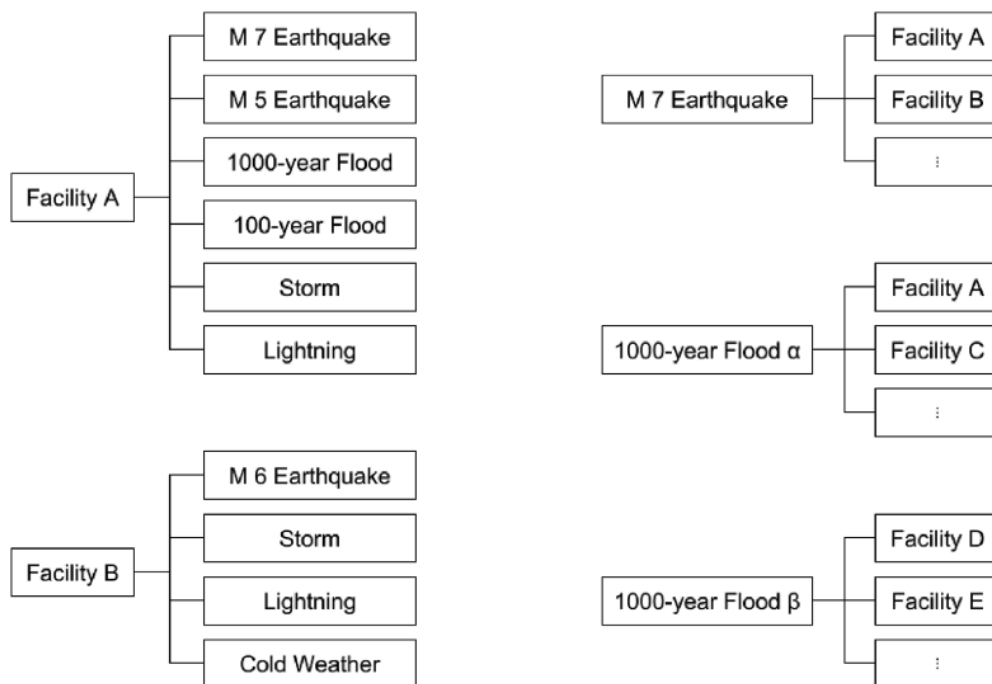 Facility A
M 7 Earthquake
M 5 Earthquake
1000-year Flood
100-year Flood
Storm
Lightning
Facility B
M 6 Earthquake
Storm
Lightning
Cold Weather
M 7 Earthquake
Facility A
Facility B
⋮
1000-year Flood α
Facility A
Facility C
⋮
1000-year Flood β
Facility D
Facility E
⋮